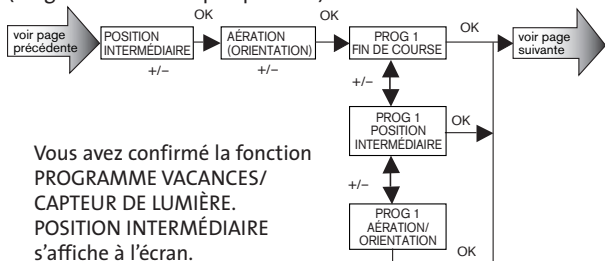 OK
OK
OK
voir page
précédente
POSITION
INTERMÉDIAIRE
AÉRATION
(ORIENTATION)
PROG 1
FIN DE COURSE
voir page
suivante
+/–
+/–
+/–
PROG 1
POSITION
INTERMÉDIAIRE
OK
+/–
PROG 1
AÉRATION/
ORIENTATION
OK
Vous avez confirmé la fonction
PROGRAMME VACANCES/
CAPTEUR DE LUMIÈRE.
POSITION INTERMÉDIAIRE
s’affiche à l’écran.